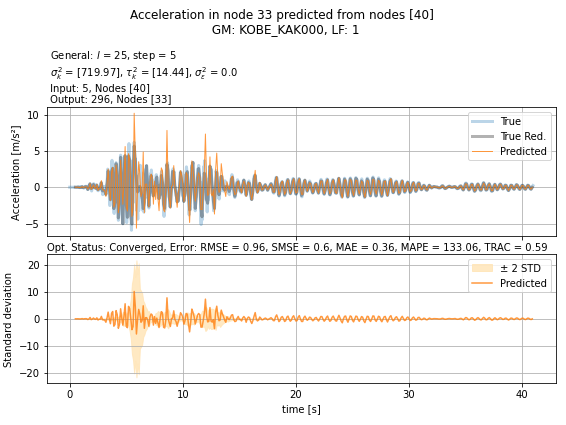 Acceleration in node 33 predicted from nodes [40]
GM: KOBE_KAK000, LF: 1
General: l = 25, step = 5
σ²ₖ = [719.97], τ²ₖ = [14.44], σ²ε = 0.0
Input: 5, Nodes [40]
Output: 296, Nodes [33]
Acceleration [m/s²]
10
5
0
−5
True
True Red.
Predicted
Opt. Status: Converged, Error: RMSE = 0.96, SMSE = 0.6, MAE = 0.36, MAPE = 133.06, TRAC = 0.59
Standard deviation
20
10
0
−10
−20
± 2 STD
Predicted
0 10 20 30 40
time [s]